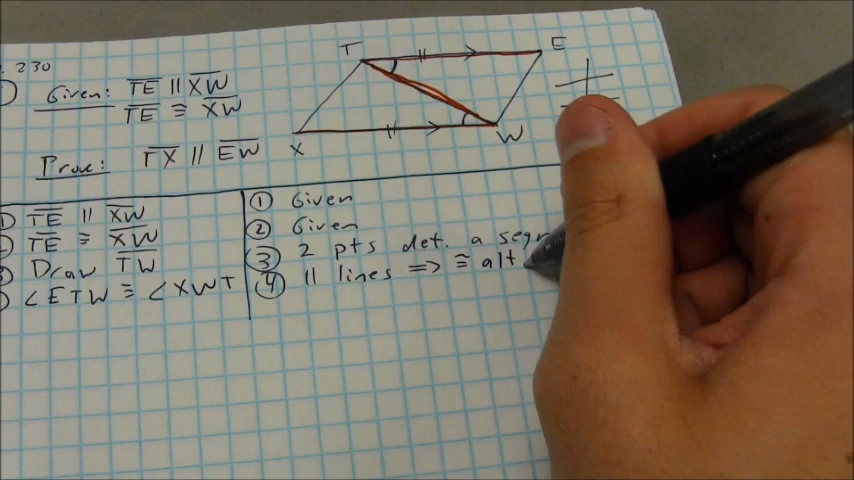 230
Given: TE || XW
TE ≅ XW
Prove: TX || EW
T E
X W
TE || XW
TE ≅ XW
Draw TW
∠ETW ≅ ∠XWT
① Given
② Given
③ 2 pts det. a
④ || lines => ≅ alt